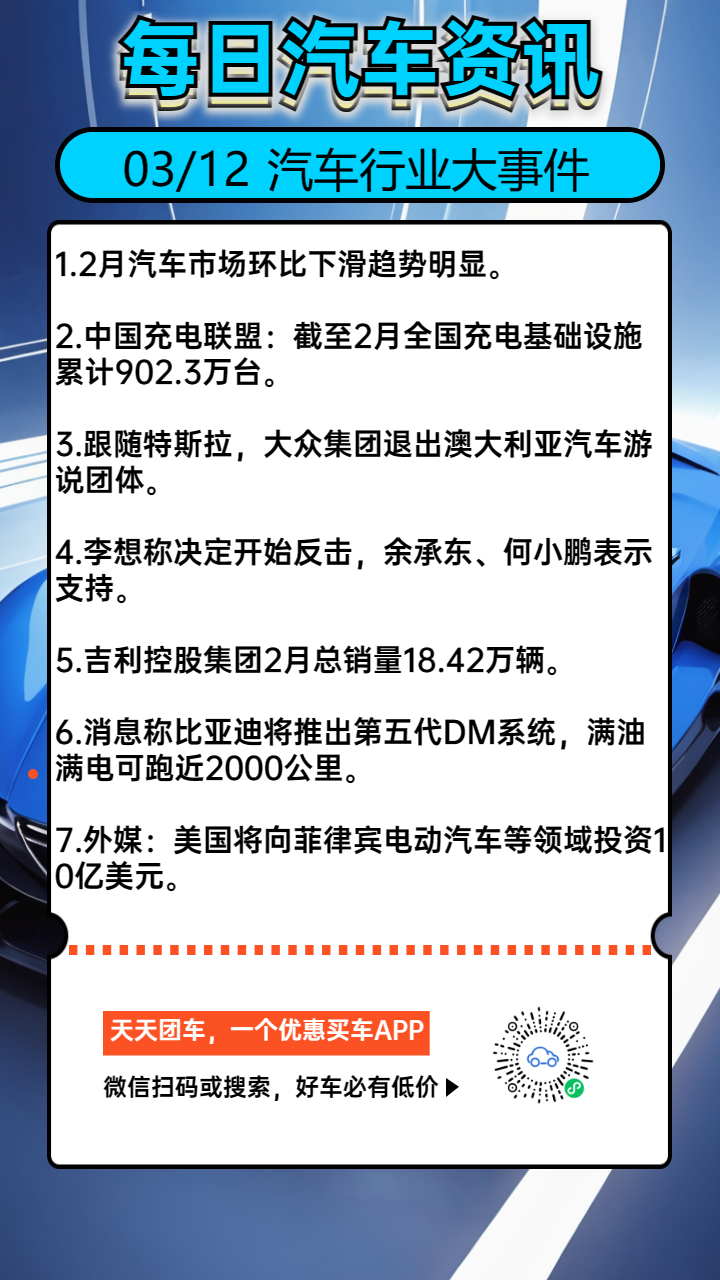 每日汽车资讯
03/12 汽车行业大事件
1.2月汽车市场环比下滑趋势明显。
2.中国充电联盟：截至2月全国充电基础设施
累计902.3万台。
3.跟随特斯拉，大众集团退出澳大利亚汽车游
说团体。
4.李想称决定开始反击，余承东、何小鹏表示
支持。
5.吉利控股集团2月总销量18.42万辆。
6.消息称比亚迪将推出第五代DM系统，满油
满电可跑近2000公里。
7.外媒：美国将向菲律宾电动汽车等领域投资1
0亿美元。
天天团车，一个优惠买车APP
微信扫码或搜索，好车必有低价